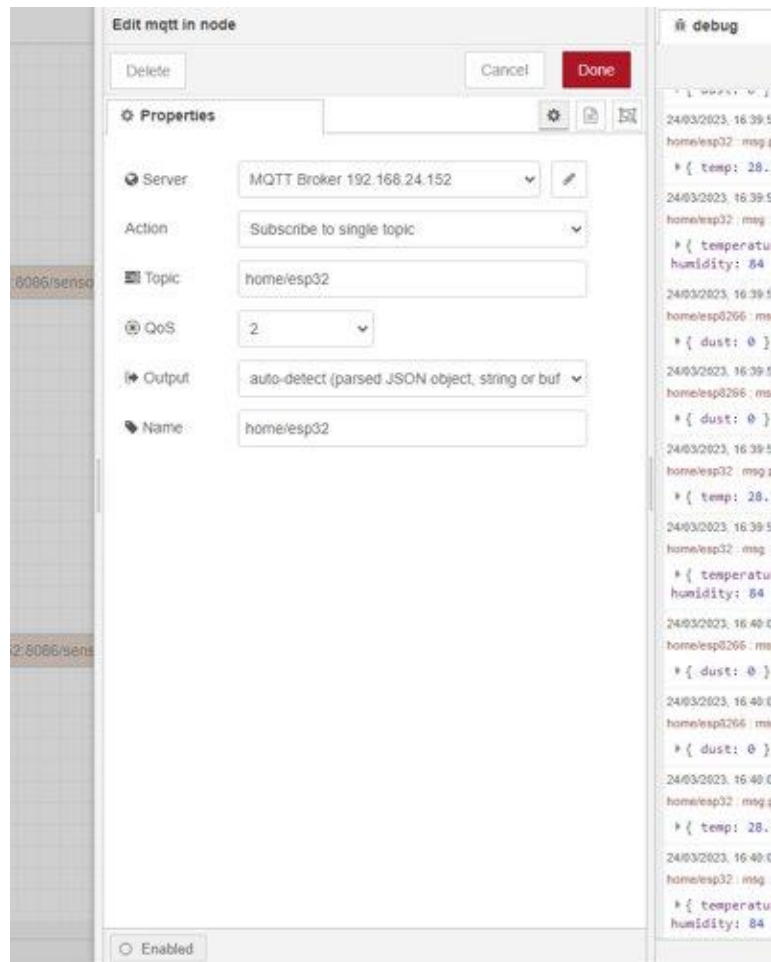 Edit mqtt in node
Delete
Cancel
Done
Properties
Server
MQTT Broker 192.168.24.152
Action
Subscribe to single topic
Topic
home/esp32
QoS
2
Output
auto-detect (parsed JSON object, string or buf
Name
home/esp32
Enabled
:8086/senso
2:8086/sens
debug
24/03/2023, 16:39:5
home/esp32 : msg.p
{ temp: 28.
24/03/2023, 16:39:5
home/esp32 : msg
{ temperatu
humidity: 84
24/03/2023, 16:39:5
home/esp8266 : ms
{ dust: 0 }
24/03/2023, 16:39:5
home/esp8266 : ms
{ dust: 0 }
24/03/2023, 16:39:5
home/esp32 : msg.p
{ temp: 28.
24/03/2023, 16:39:5
home/esp32 : msg
{ temperatu
humidity: 84
24/03/2023, 16:40:0
home/esp8266 : ms
{ dust: 0 }
24/03/2023, 16:40:0
home/esp8266 : ms
{ dust: 0 }
24/03/2023, 16:40:0
home/esp32 : msg.p
{ temp: 28.
24/03/2023, 16:40:0
home/esp32 : msg
{ temperatu
humidity: 84